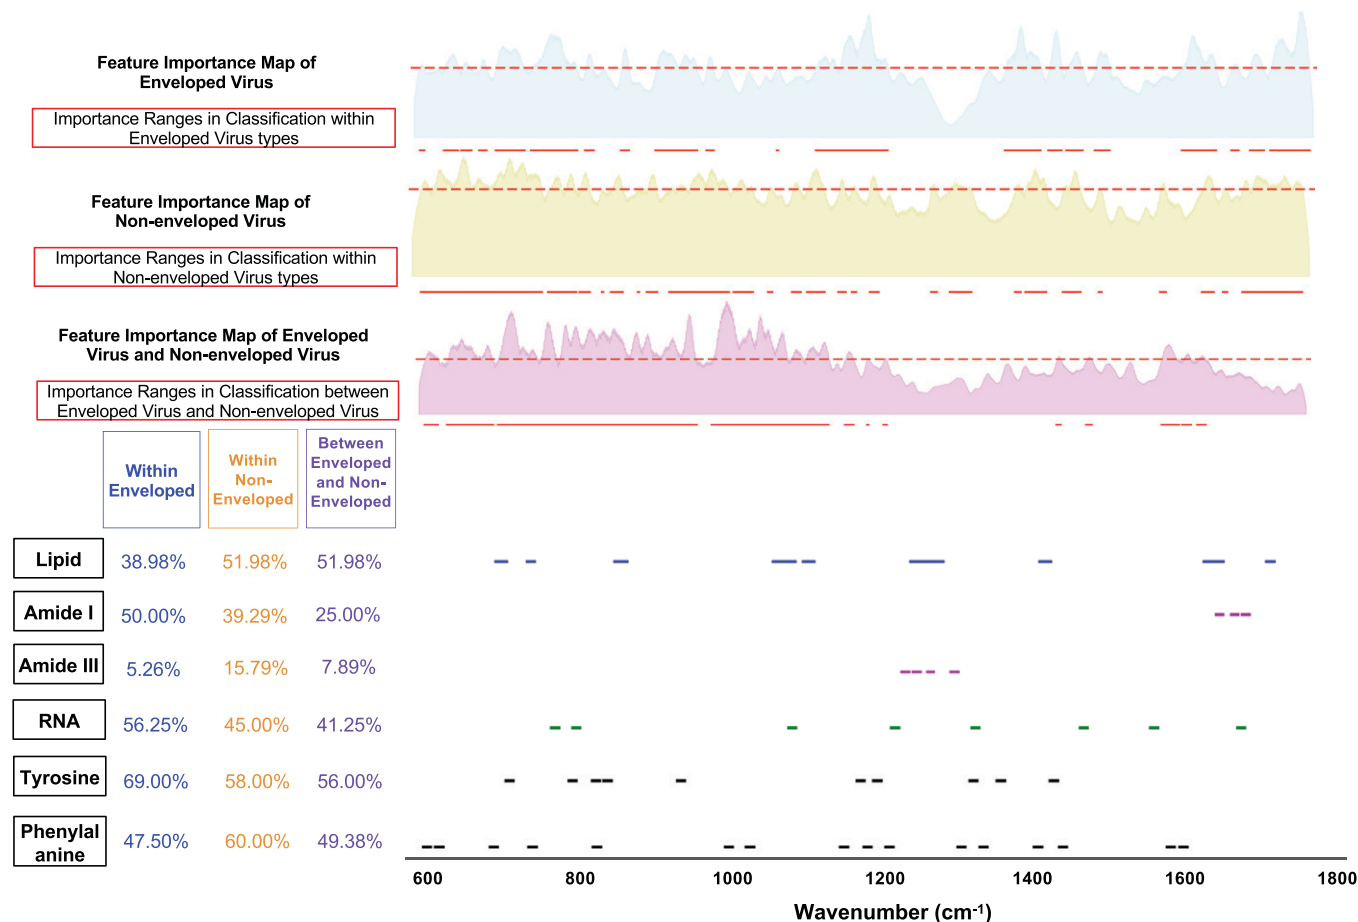 Feature Importance Map of
Enveloped Virus
Importance Ranges in Classification within
Enveloped Virus types
Feature Importance Map of
Non-enveloped Virus
Importance Ranges in Classification within
Non-enveloped Virus types
Feature Importance Map of Enveloped
Virus and Non-enveloped Virus
Importance Ranges in Classification between
Enveloped Virus and Non-enveloped Virus
Within
Enveloped
Within
Non-
Enveloped
Between
Enveloped
and Non-
Enveloped
Lipid 38.98% 51.98% 51.98%
Amide I 50.00% 39.29% 25.00%
Amide III 5.26% 15.79% 7.89%
RNA 56.25% 45.00% 41.25%
Tyrosine 69.00% 58.00% 56.00%
Phenylal
anine 47.50% 60.00% 49.38%
600 800 1000 1200 1400 1600 1800
Wavenumber (cm⁻¹)